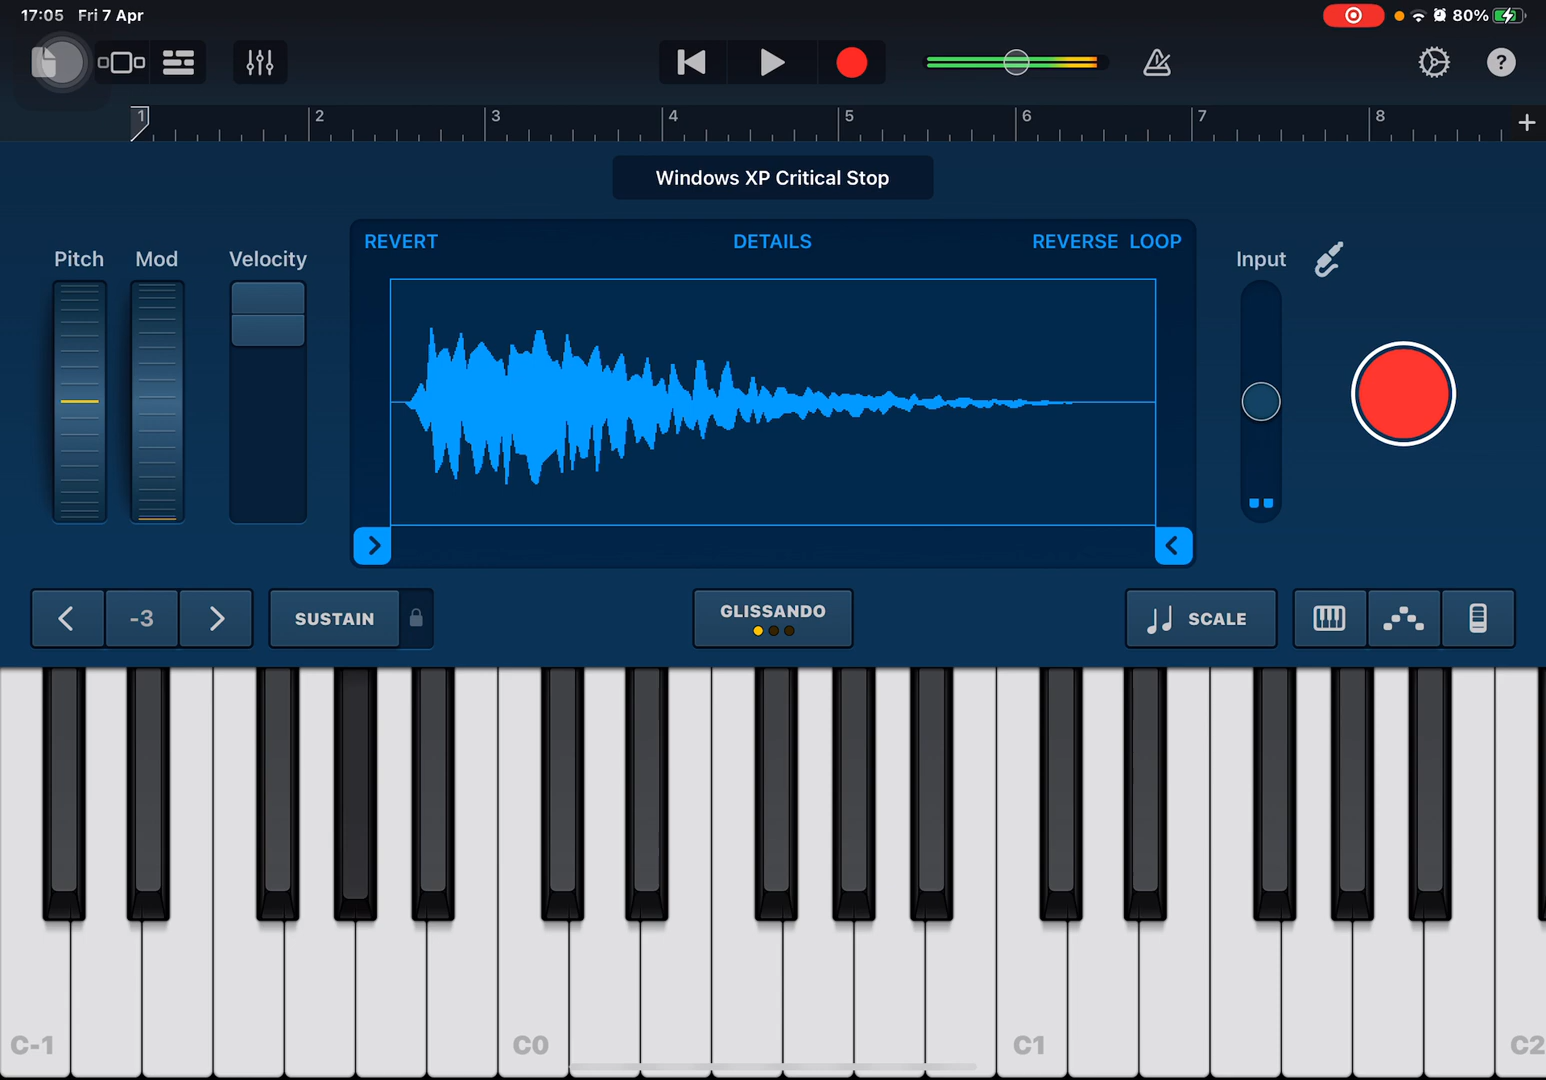 17:05 Fri 7 Apr
80%
?
1 2 3 4 5 6 7 8 +
Windows XP Critical Stop
REVERT DETAILS REVERSE LOOP
Pitch Mod Velocity Input
-3 SUSTAIN GLISSANDO SCALE
C-1 C0 C1 C2